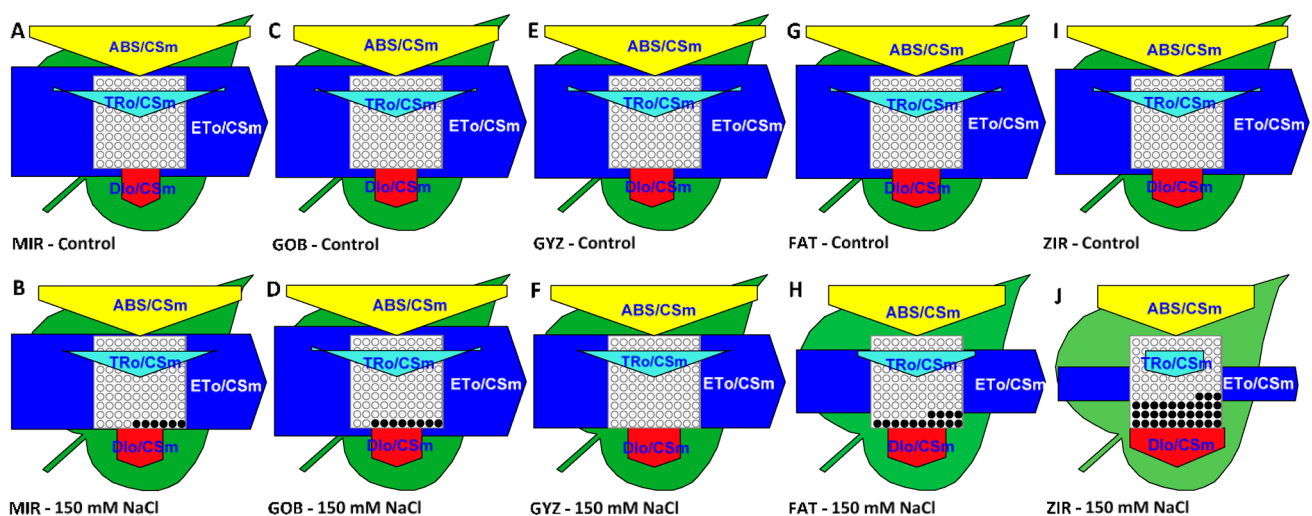 A
ABS/CSm
TRo/CSm
ETo/CSm
DIo/CSm
MIR - Control
C
ABS/CSm
TRo/CSm
ETo/CSm
DIo/CSm
GOB - Control
E
ABS/CSm
TRo/CSm
ETo/CSm
DIo/CSm
GYZ - Control
G
ABS/CSm
TRo/CSm
ETo/CSm
DIo/CSm
FAT - Control
I
ABS/CSm
TRo/CSm
ETo/CSm
DIo/CSm
ZIR - Control
B
ABS/CSm
TRo/CSm
ETo/CSm
DIo/CSm
MIR - 150 mM NaCl
D
ABS/CSm
TRo/CSm
ETo/CSm
DIo/CSm
GOB - 150 mM NaCl
F
ABS/CSm
TRo/CSm
ETo/CSm
DIo/CSm
GYZ - 150 mM NaCl
H
ABS/CSm
TRo/CSm
ETo/CSm
DIo/CSm
FAT - 150 mM NaCl
J
ABS/CSm
TRo/CSm
ETo/CSm
DIo/CSm
ZIR - 150 mM NaCl